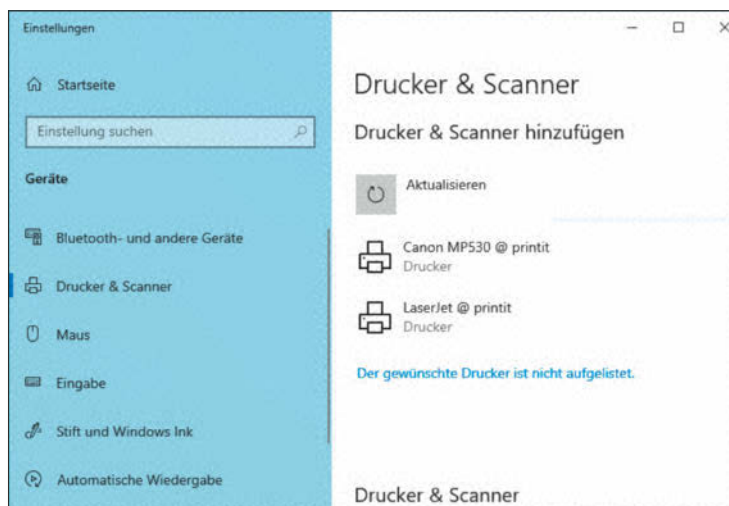 Einstellungen
Startseite
Einstellung suchen
Geräte
Bluetooth- und andere Geräte
Drucker & Scanner
Maus
Eingabe
Stift und Windows Ink
Automatische Wiedergabe
Drucker & Scanner
Drucker & Scanner hinzufügen
Aktualisieren
Canon MP530 @ printit
Drucker
LaserJet @ printit
Drucker
Der gewünschte Drucker ist nicht aufgelistet.
Drucker & Scanner